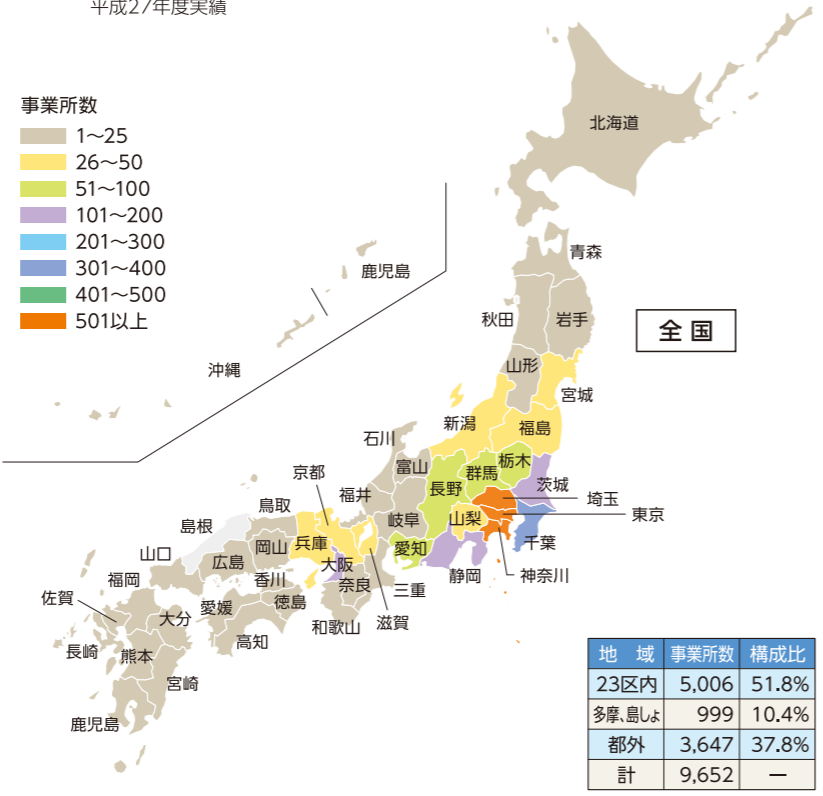 平成27年度実績
事業所数
1～25
26～50
51～100
101～200
201～300
301～400
401～500
501以上
全国
北海道
青森
秋田
岩手
山形
宮城
新潟
福島
石川
富山
福井
長野
群馬
栃木
茨城
埼玉
東京
千葉
神奈川
山梨
静岡
岐阜
愛知
三重
滋賀
京都
兵庫
大阪
奈良
和歌山
鳥取
島根
岡山
広島
山口
香川
徳島
愛媛
高知
福岡
佐賀
長崎
大分
熊本
宮崎
鹿児島
鹿児島
沖縄
地　域 事業所数 構成比
23区内 5,006 51.8%
多摩、島しょ 999 10.4%
都外 3,647 37.8%
計 9,652 ―